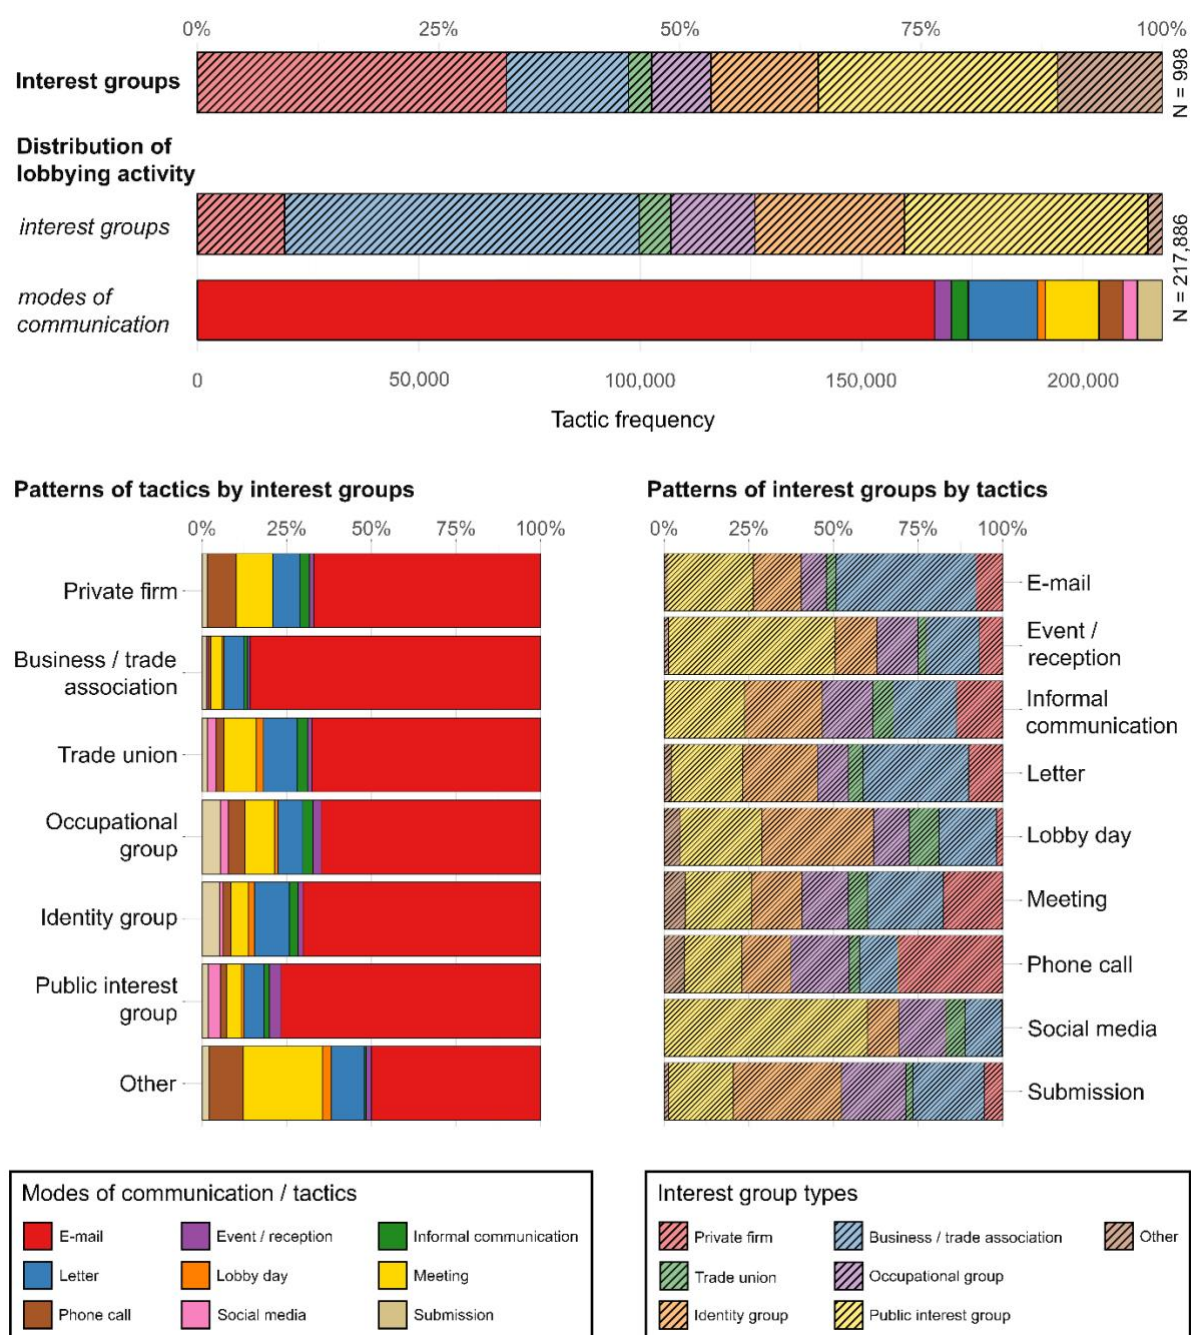 0% 25% 50% 75% 100%
Interest groups
N = 998
Distribution of
lobbying activity
interest groups
modes of
communication
N = 217,886
0 50,000 100,000 150,000 200,000
Tactic frequency
Patterns of tactics by interest groups
0% 25% 50% 75% 100%
Private firm
Business / trade
association
Trade union
Occupational
group
Identity group
Public interest
group
Other
Patterns of interest groups by tactics
0% 25% 50% 75% 100%
E-mail
Event /
reception
Informal
communication
Letter
Lobby day
Meeting
Phone call
Social media
Submission
Modes of communication / tactics
E-mail Event / reception Informal communication
Letter Lobby day Meeting
Phone call Social media Submission
Interest group types
Private firm Business / trade association Other
Trade union Occupational group
Identity group Public interest group